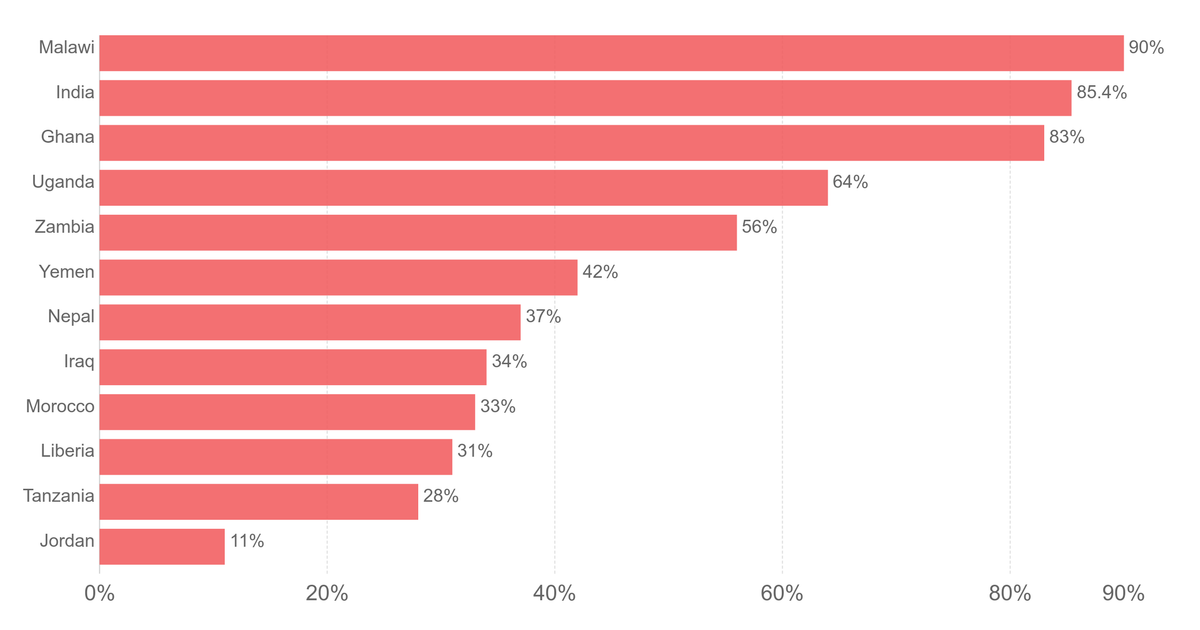 Malawi 90%
India 85.4%
Ghana 83%
Uganda 64%
Zambia 56%
Yemen 42%
Nepal 37%
Iraq 34%
Morocco 33%
Liberia 31%
Tanzania 28%
Jordan 11%
0% 20% 40% 60% 80% 90%